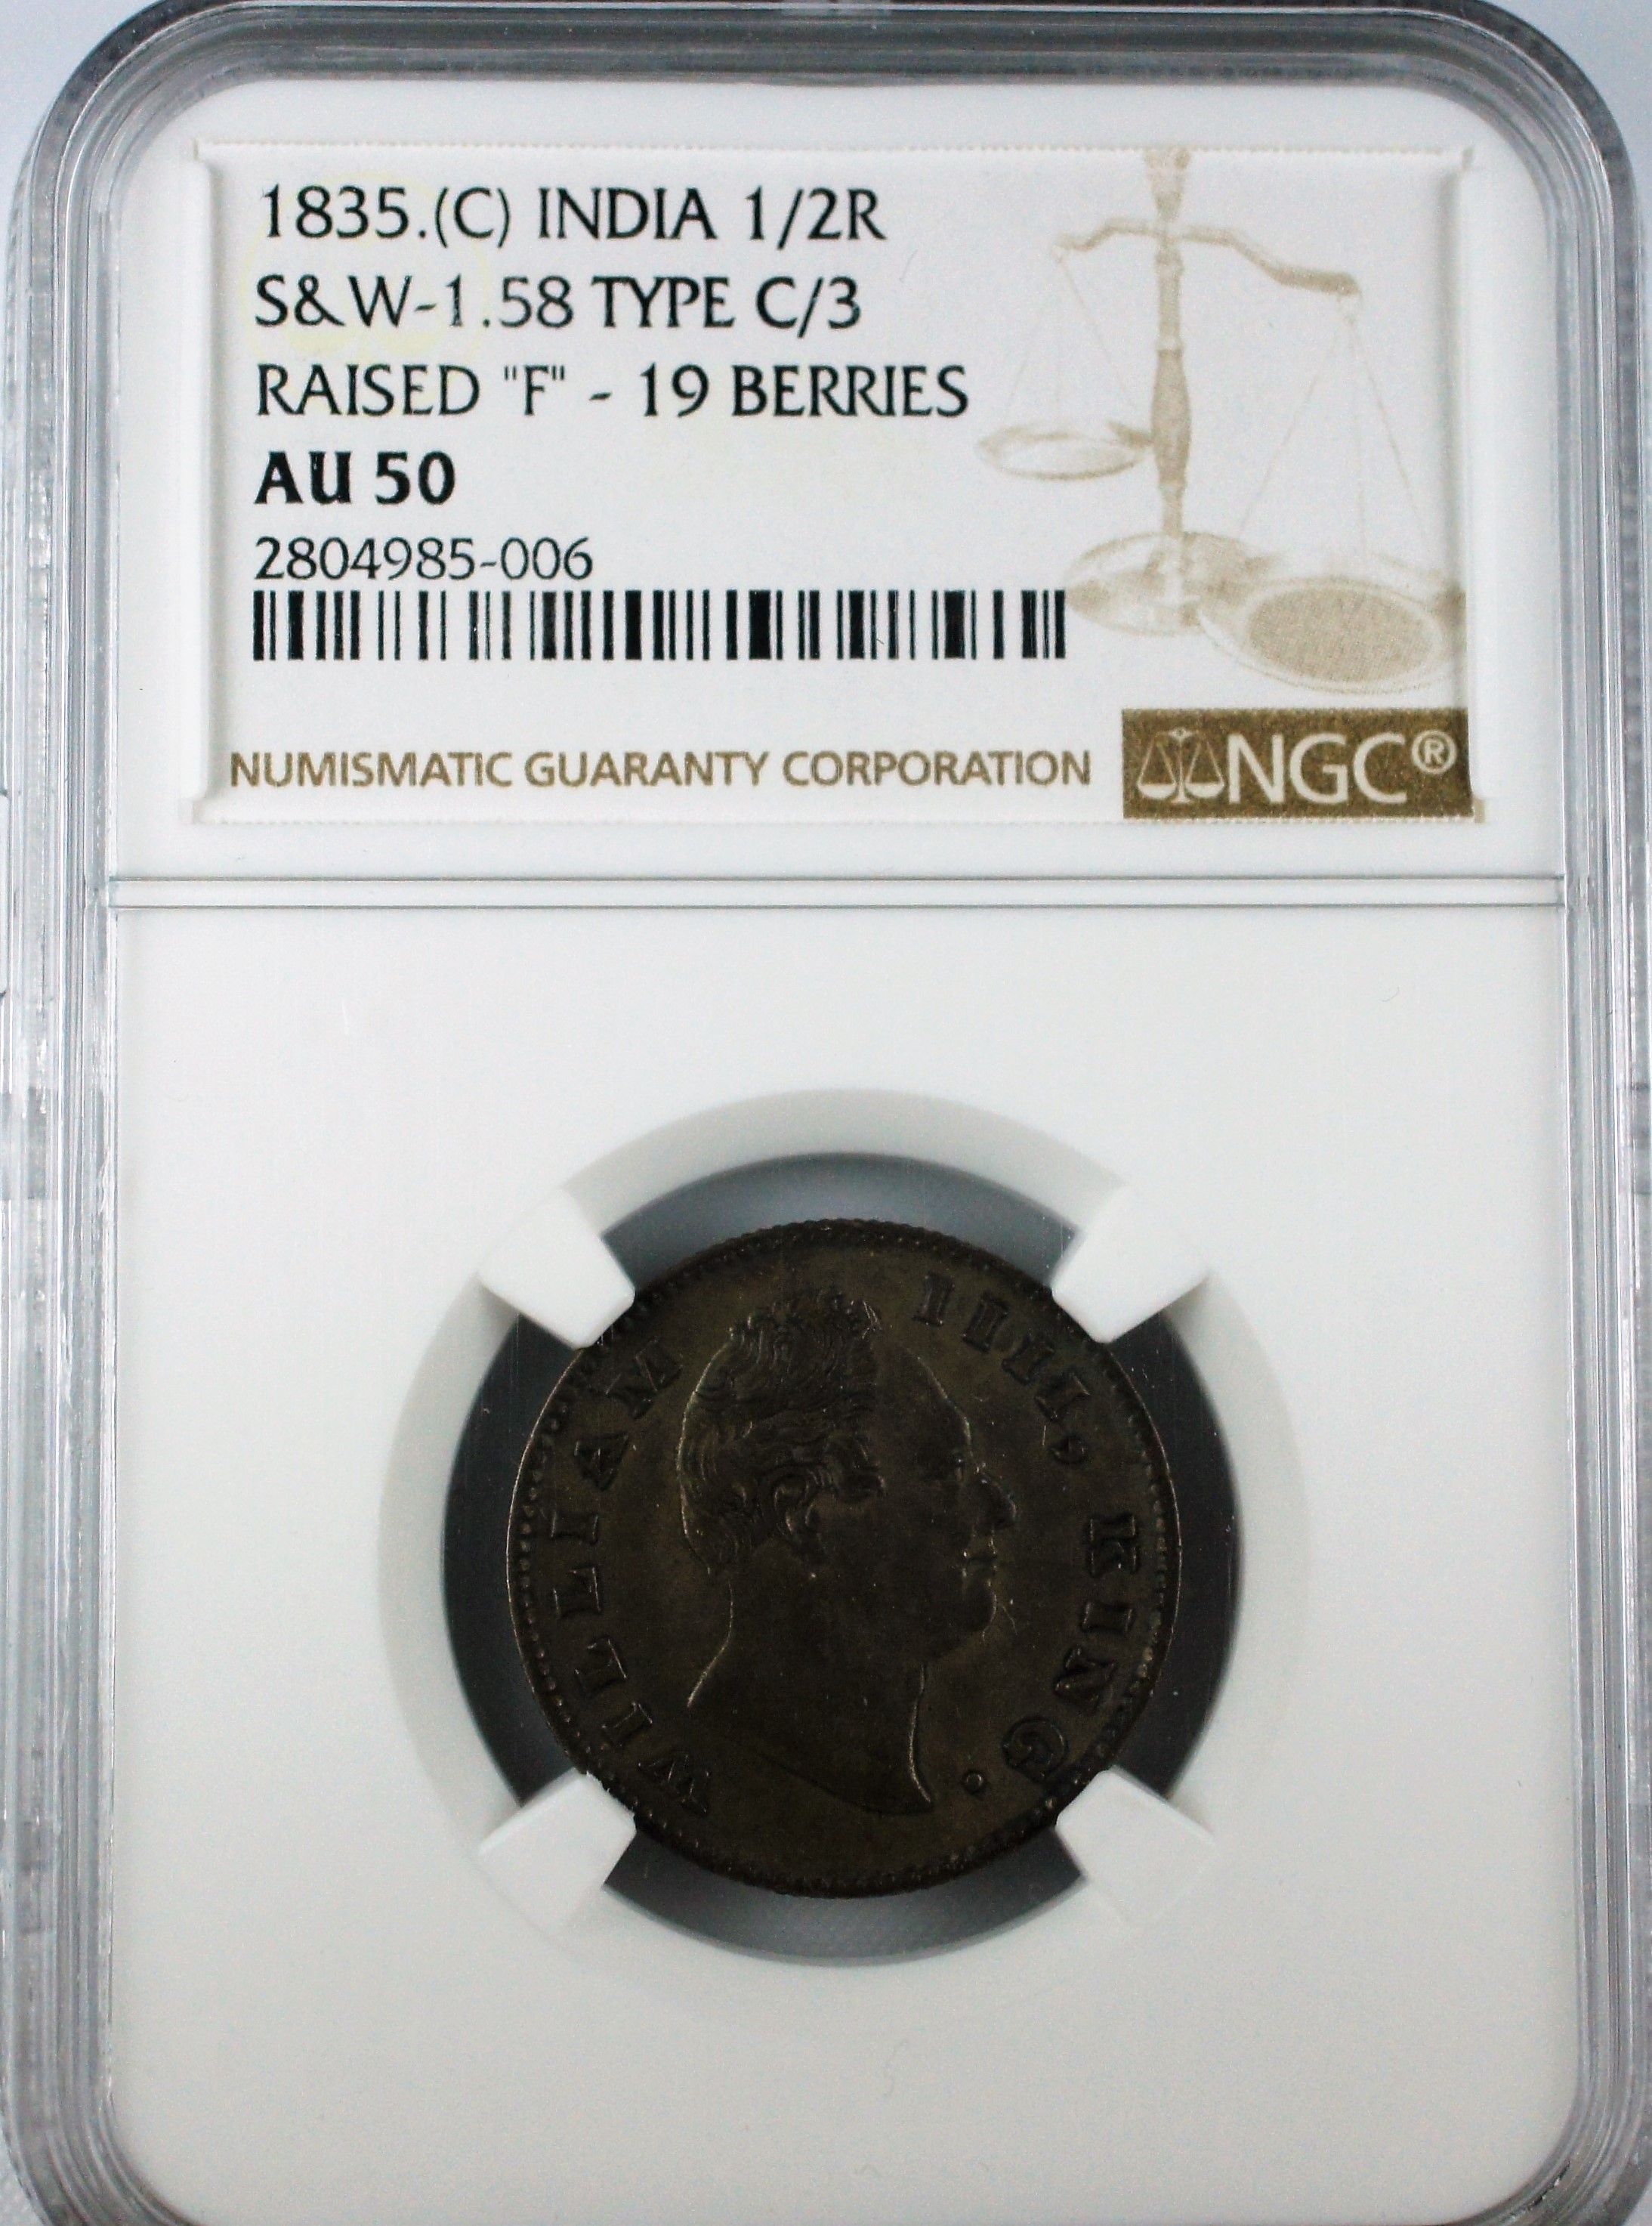 1835.(C) INDIA 1/2R
S&W-1.58 TYPE C/3
RAISED "F" - 19 BERRIES
AU 50
2804985-006
NUMISMATIC GUARANTY CORPORATION
NGC®
WILLIAM IIII, KING.